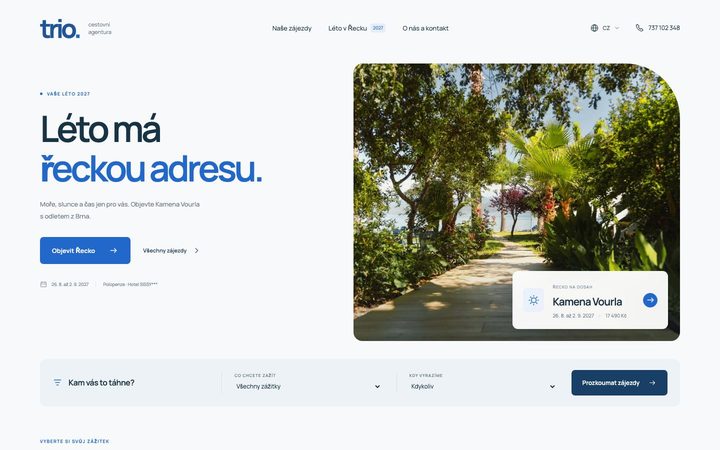 trio.
cestovní
agentura
Naše zájezdy
Léto v Řecku 2027
O nás a kontakt
CZ
737 102 348
VAŠE LÉTO 2027
Léto má
řeckou adresu.
Moře, slunce a čas jen pro vás. Objevte Kamena Vourla
s odletem z Brna.
Objevit Řecko
Všechny zájezdy
26. 8. až 2. 9. 2027
Polopenze · Hotel SISSY***
ŘECKO NA DOSAH
Kamena Vourla
26. 8. až 2. 9. 2027
17 490 Kč
Kam vás to táhne?
CO CHCETE ZAŽÍT
Všechny zážitky
KDY VYRAZÍME
Kdykoliv
Prozkoumat zájezdy
VYBERTE SI SVŮJ ZÁŽITEK